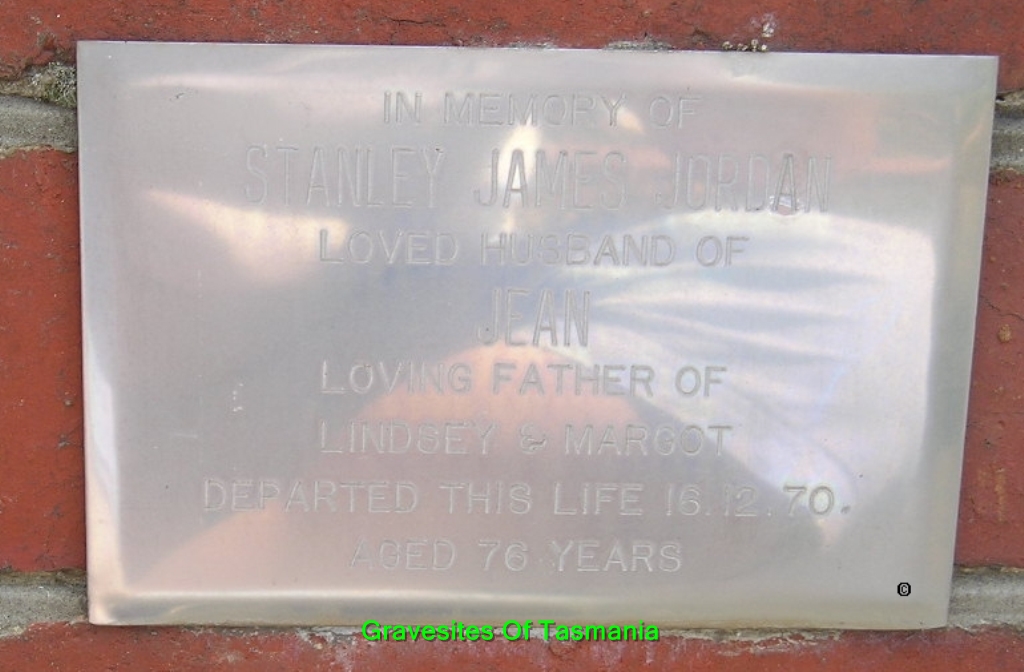 IN MEMORY OF
STANLEY JAMES JORDAN
LOVED HUSBAND OF
JEAN
LOVING FATHER OF
LINDSEY & MARGOT
DEPARTED THIS LIFE 16.12.70.
AGED 76 YEARS
©
Gravesites Of Tasmania